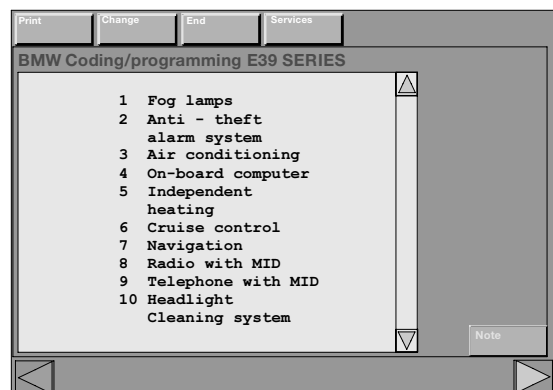 Print Change End Services
BMW Coding/programming E39 SERIES
1 Fog lamps
2 Anti - theft
alarm system
3 Air conditioning
4 On-board computer
5 Independent
heating
6 Cruise control
7 Navigation
8 Radio with MID
9 Telephone with MID
10 Headlight
Cleaning system
Note